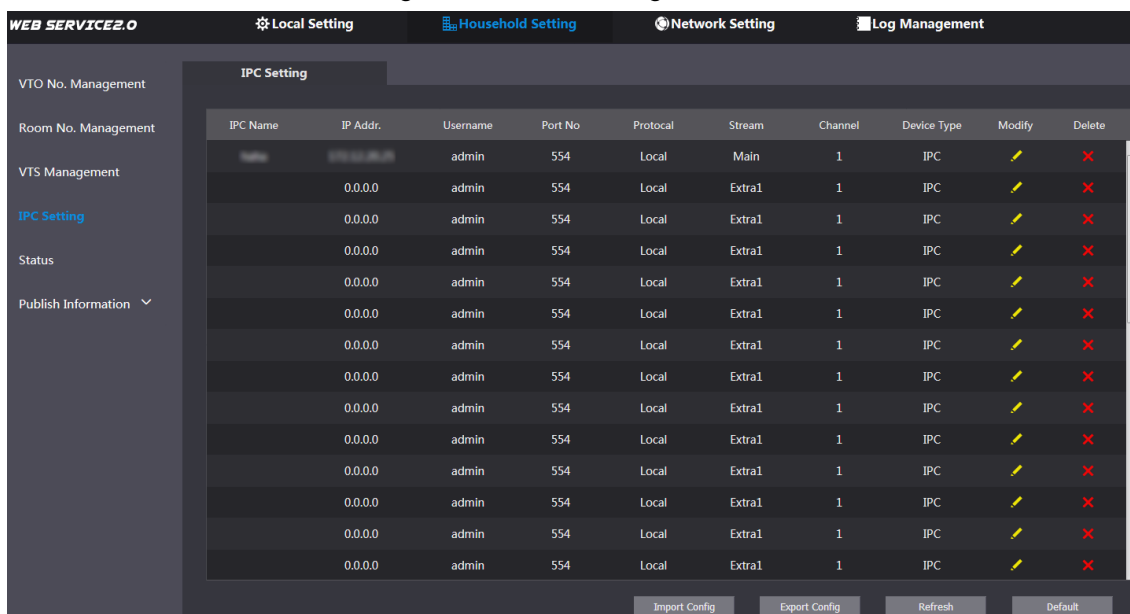 WEB SERVICE2.0 Local Setting Household Setting Network Setting Log Management
IPC Setting
VTO No. Management
Room No. Management
VTS Management
IPC Setting
Status
Publish Information
IPC Name IP Addr. Username Port No Protocal Stream Channel Device Type Modify Delete
admin 554 Local Main 1 IPC
0.0.0.0 admin 554 Local Extra1 1 IPC
0.0.0.0 admin 554 Local Extra1 1 IPC
0.0.0.0 admin 554 Local Extra1 1 IPC
0.0.0.0 admin 554 Local Extra1 1 IPC
0.0.0.0 admin 554 Local Extra1 1 IPC
0.0.0.0 admin 554 Local Extra1 1 IPC
0.0.0.0 admin 554 Local Extra1 1 IPC
0.0.0.0 admin 554 Local Extra1 1 IPC
0.0.0.0 admin 554 Local Extra1 1 IPC
0.0.0.0 admin 554 Local Extra1 1 IPC
0.0.0.0 admin 554 Local Extra1 1 IPC
0.0.0.0 admin 554 Local Extra1 1 IPC
0.0.0.0 admin 554 Local Extra1 1 IPC
Import Config Export Config Refresh Default